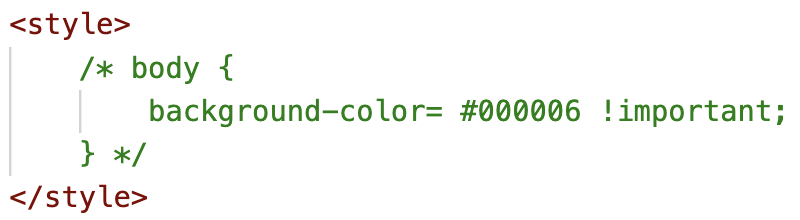 <style>
/* body {
background-color= #000006 !important;
} */
</style>